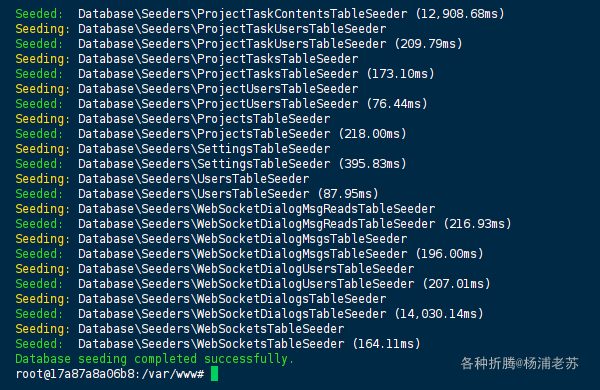 Seeded:  Database\Seeders\ProjectTaskContentsTableSeeder (12,908.68ms)
Seeding: Database\Seeders\ProjectTaskUsersTableSeeder
Seeded:  Database\Seeders\ProjectTaskUsersTableSeeder (209.79ms)
Seeding: Database\Seeders\ProjectTasksTableSeeder
Seeded:  Database\Seeders\ProjectTasksTableSeeder (173.10ms)
Seeding: Database\Seeders\ProjectUsersTableSeeder
Seeded:  Database\Seeders\ProjectUsersTableSeeder (76.44ms)
Seeding: Database\Seeders\ProjectsTableSeeder
Seeded:  Database\Seeders\ProjectsTableSeeder (218.00ms)
Seeding: Database\Seeders\SettingsTableSeeder
Seeded:  Database\Seeders\SettingsTableSeeder (395.83ms)
Seeding: Database\Seeders\UsersTableSeeder
Seeded:  Database\Seeders\UsersTableSeeder (87.95ms)
Seeding: Database\Seeders\WebSocketDialogMsgReadsTableSeeder
Seeded:  Database\Seeders\WebSocketDialogMsgReadsTableSeeder (216.93ms)
Seeding: Database\Seeders\WebSocketDialogMsgsTableSeeder
Seeded:  Database\Seeders\WebSocketDialogMsgsTableSeeder (196.00ms)
Seeding: Database\Seeders\WebSocketDialogUsersTableSeeder
Seeded:  Database\Seeders\WebSocketDialogUsersTableSeeder (207.01ms)
Seeding: Database\Seeders\WebSocketDialogsTableSeeder
Seeded:  Database\Seeders\WebSocketDialogsTableSeeder (14,030.14ms)
Seeding: Database\Seeders\WebSocketsTableSeeder
Seeded:  Database\Seeders\WebSocketsTableSeeder (164.11ms)
Database seeding completed successfully.
root@17a87a8a06b8:/var/www#
各种折腾@杨浦老苏